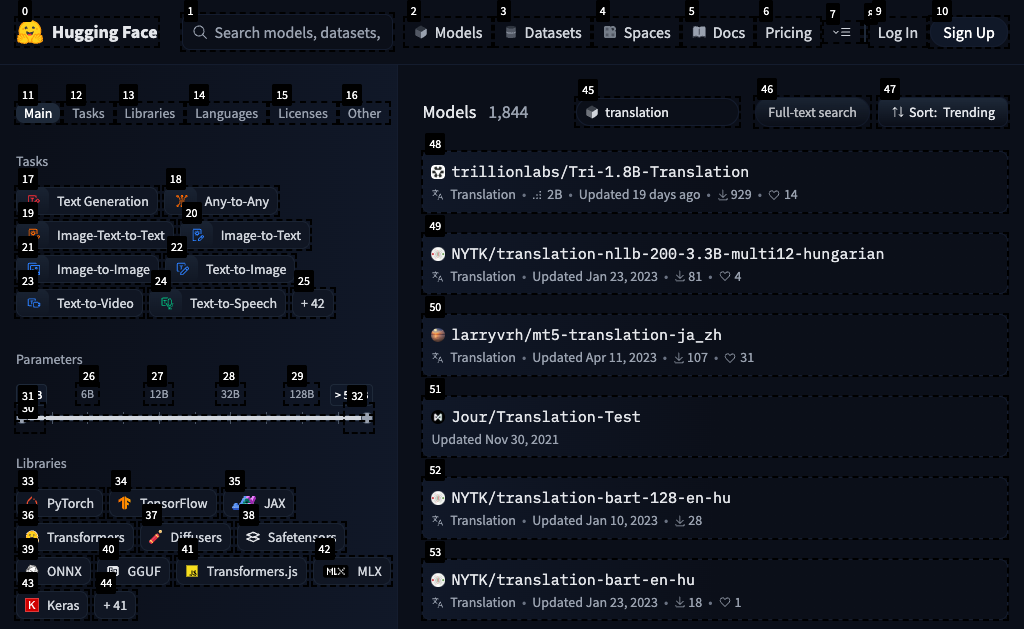 0 1 2 3 4 5 6 7 8 9 10
Hugging Face Search models, datasets, Models Datasets Spaces Docs Pricing Log In Sign Up
11 12 13 14 15 16
Main Tasks Libraries Languages Licenses Other
Tasks
17 18
Text Generation Any-to-Any
19 20
Image-Text-to-Text Image-to-Text
21 22
Image-to-Image Text-to-Image
23 24 25
Text-to-Video Text-to-Speech + 42
Parameters
26 27 28 29
31 6B 12B 32B 128B > 32
30
Libraries
33 34 35
PyTorch TensorFlow JAX
36 37 38
Transformers Diffusers Safetensors
39 40 41 42
ONNX GGUF JS Transformers.js MLX MLX
43 44
K Keras + 41
45 46 47
Models 1,844 translation Full-text search Sort: Trending
48
trillionlabs/Tri-1.8B-Translation
Translation • 2B • Updated 19 days ago • 929 • 14
49
NYTK/translation-nllb-200-3.3B-multi12-hungarian
Translation • Updated Jan 23, 2023 • 81 • 4
50
larryvrh/mt5-translation-ja_zh
Translation • Updated Apr 11, 2023 • 107 • 31
51
Jour/Translation-Test
Updated Nov 30, 2021
52
NYTK/translation-bart-128-en-hu
Translation • Updated Jan 10, 2023 • 28
53
NYTK/translation-bart-en-hu
Translation • Updated Jan 23, 2023 • 18 • 1